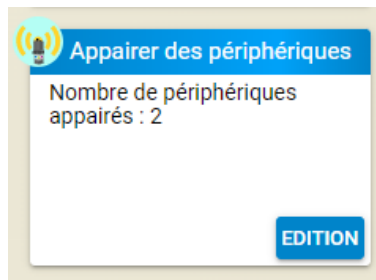 Appairer des périphériques
Nombre de périphériques
appairés : 2
EDITION